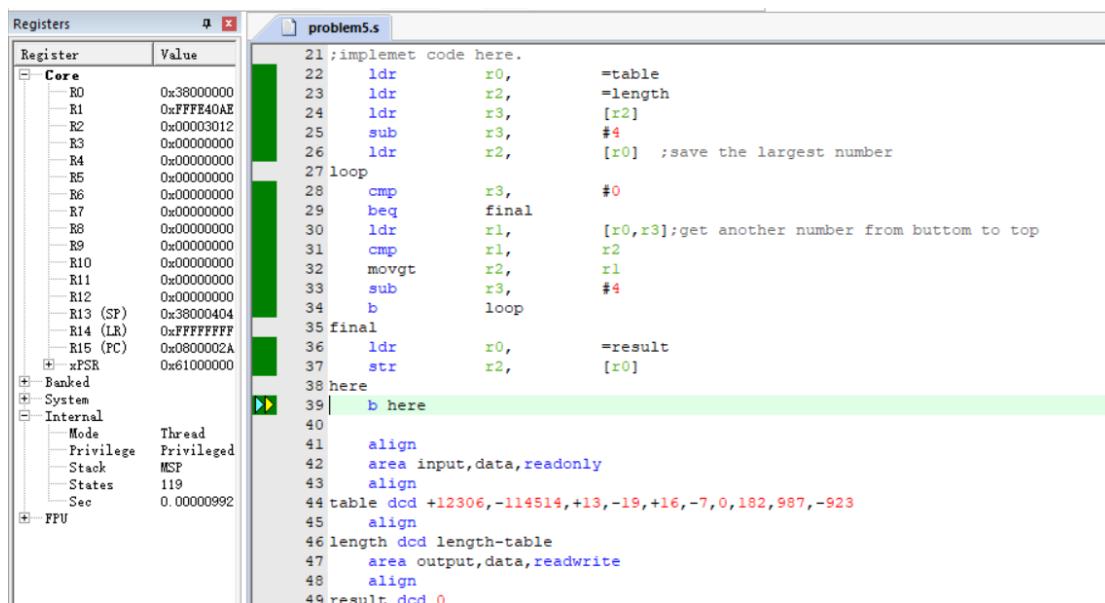 Registers
Register Value
Core
R0 0x38000000
R1 0xFFFE40AE
R2 0x00003012
R3 0x00000000
R4 0x00000000
R5 0x00000000
R6 0x00000000
R7 0x00000000
R8 0x00000000
R9 0x00000000
R10 0x00000000
R11 0x00000000
R12 0x00000000
R13 (SP) 0x38000404
R14 (LR) 0xFFFFFFFF
R15 (PC) 0x0800002A
xPSR 0x61000000
Banked
System
Internal
Mode Thread
Privilege Privileged
Stack MSP
States 119
Sec 0.00000992
FPU
problem5.s
21 ;implemet code here.
22 ldr r0, =table
23 ldr r2, =length
24 ldr r3, [r2]
25 sub r3, #4
26 ldr r2, [r0] ;save the largest number
27 loop
28 cmp r3, #0
29 beq final
30 ldr r1, [r0,r3];get another number from buttom to top
31 cmp r1, r2
32 movgt r2, r1
33 sub r3, #4
34 b loop
35 final
36 ldr r0, =result
37 str r2, [r0]
38 here
39 b here
40
41 align
42 area input,data,readonly
43 align
44 table dcd +12306,-114514,+13,-19,+16,-7,0,182,987,-923
45 align
46 length dcd length-table
47 area output,data,readwrite
48 align
49 result dcd 0